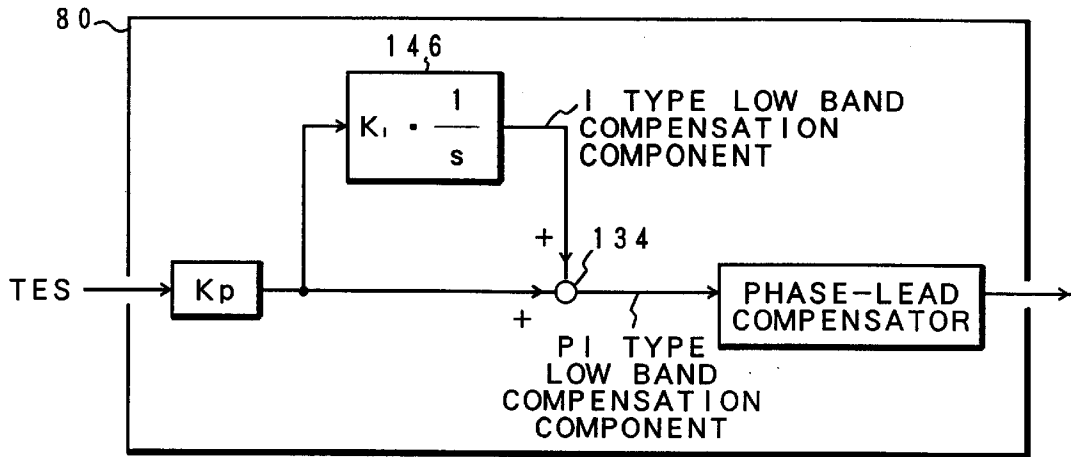 80
146
K₁ · 1/s
I TYPE LOW BAND
COMPENSATION
COMPONENT
+
134
TES
Kp
+
PHASE-LEAD
COMPENSATOR
PI TYPE
LOW BAND
COMPENSATION
COMPONENT